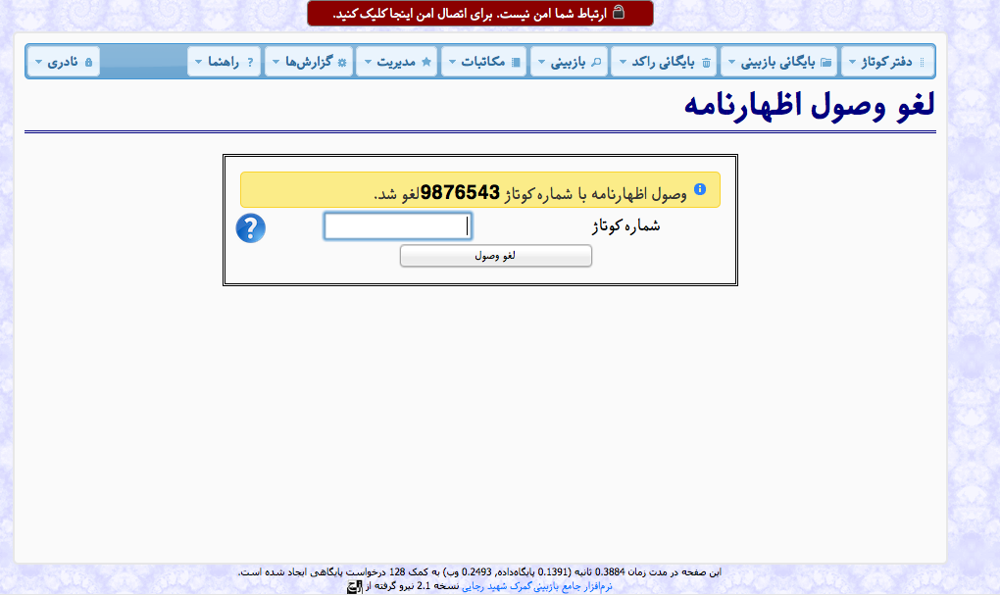 ارتباط شما امن نیست. برای اتصال امن اینجا کلیک کنید.
دفتر کوتاژ بایگانی بازبینی بایگانی راکد بازبینی مکاتبات مدیریت گزارش‌ها راهنما نادری
لغو وصول اظهارنامه
وصول اظهارنامه با شماره کوتاژ 9876543لغو شد.
شماره کوتاژ
لغو وصول
این صفحه در مدت زمان 0.3884 ثانیه (0.1391 پایگاه‌داده, 0.2493 وب) به کمک 128 درخواست پایگاهی ایجاد شده است.
نرم‌افزار جامع بازبینی گمرک شهید رجایی نسخه 2.1 نیرو گرفته از